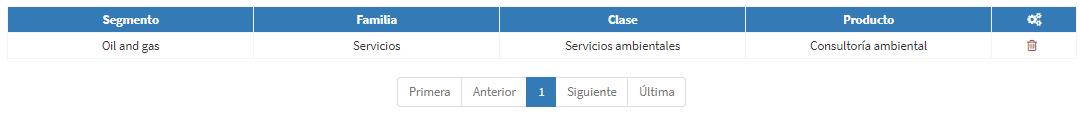 Segmento Familia Clase Producto
Oil and gas Servicios Servicios ambientales Consultoría ambiental
Primera Anterior 1 Siguiente Última